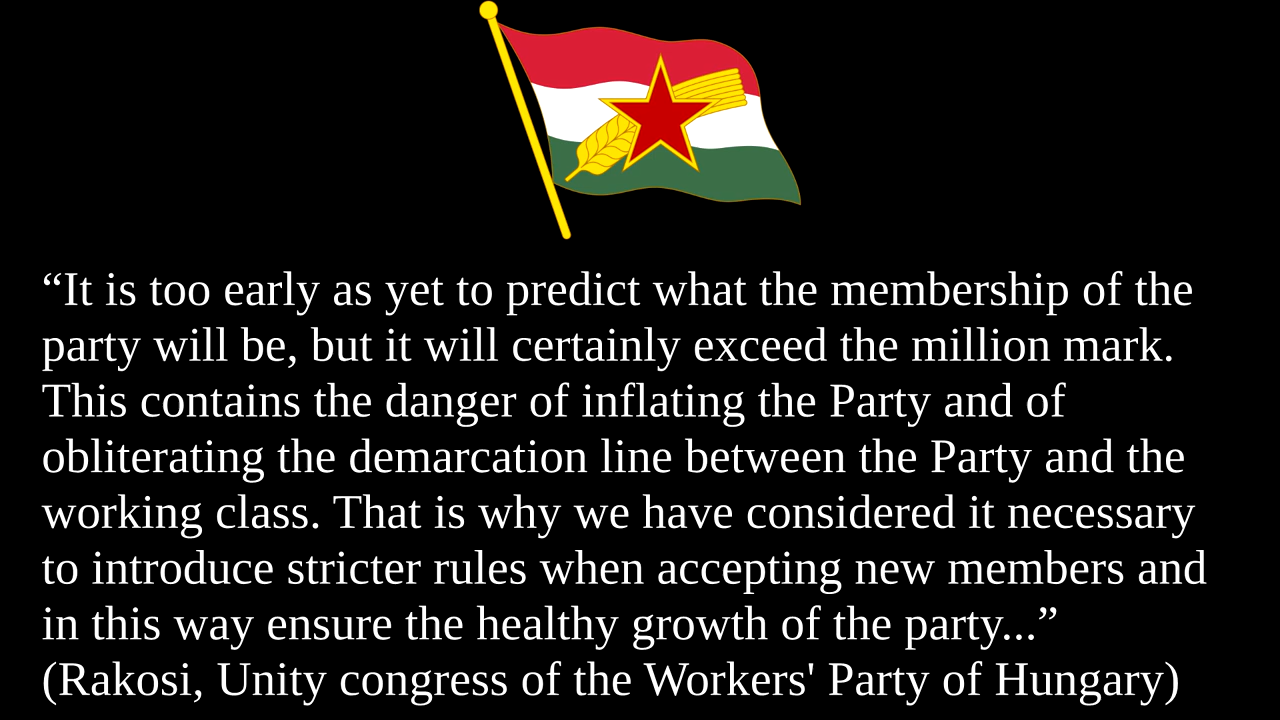 “It is too early as yet to predict what the membership of the
party will be, but it will certainly exceed the million mark.
This contains the danger of inflating the Party and of
obliterating the demarcation line between the Party and the
working class. That is why we have considered it necessary
to introduce stricter rules when accepting new members and
in this way ensure the healthy growth of the party...”
(Rakosi, Unity congress of the Workers' Party of Hungary)